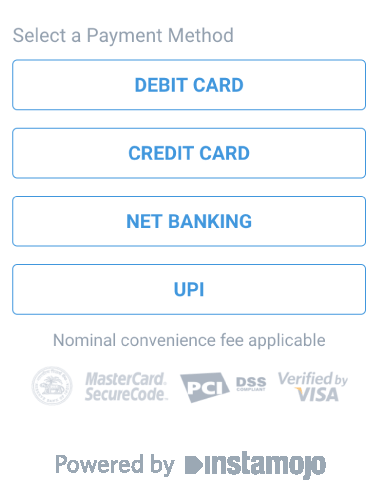 Select a Payment Method
DEBIT CARD
CREDIT CARD
NET BANKING
UPI
Nominal convenience fee applicable
MasterCard.
SecureCode.
PCI DSS
COMPLIANT
Verified by
VISA
Powered by instamojo